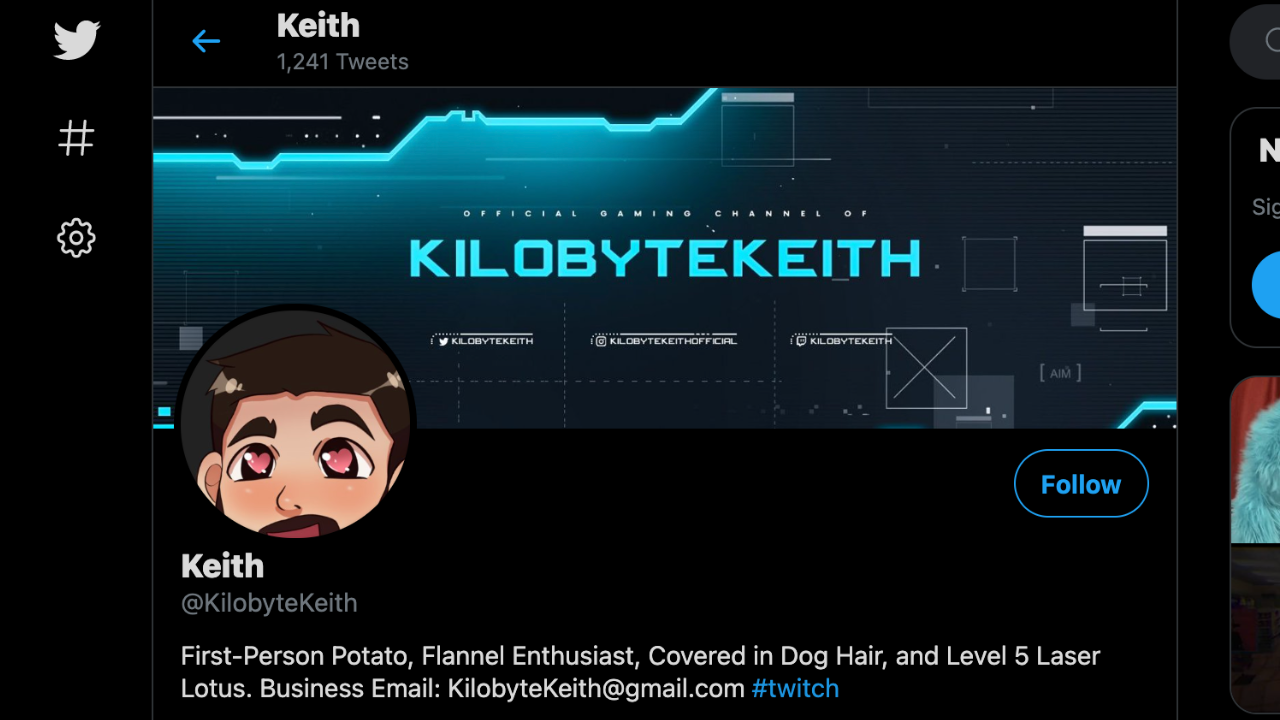 Keith
1,241 Tweets
OFFICIAL GAMING CHANNEL OF
KILOBYTEKEITH
KILOBYTEKEITH
KILOBYTEKEITHOFFICIAL
KILOBYTEKEITH
[ AIM ]
Follow
Keith
@KilobyteKeith
First-Person Potato, Flannel Enthusiast, Covered in Dog Hair, and Level 5 Laser
Lotus. Business Email: KilobyteKeith@gmail.com #twitch
N
Sig